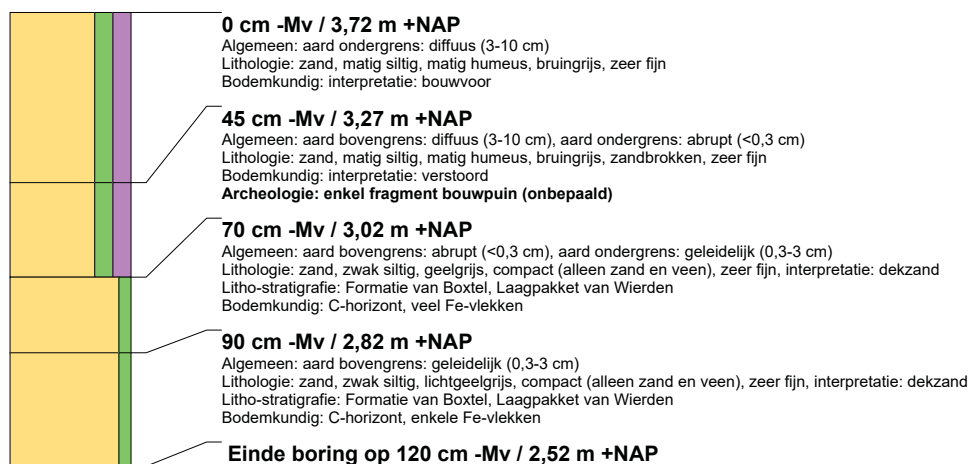 0 cm -Mv / 3,72 m +NAP
Algemeen: aard ondergrens: diffuus (3-10 cm)
Lithologie: zand, matig siltig, matig humeus, bruingrijs, zeer fijn
Bodemkundig: interpretatie: bouwvoor
45 cm -Mv / 3,27 m +NAP
Algemeen: aard bovengrens: diffuus (3-10 cm), aard ondergrens: abrupt (<0,3 cm)
Lithologie: zand, matig siltig, matig humeus, bruingrijs, zandbrokken, zeer fijn
Bodemkundig: interpretatie: verstoord
Archeologie: enkel fragment bouwpuin (onbepaald)
70 cm -Mv / 3,02 m +NAP
Algemeen: aard bovengrens: abrupt (<0,3 cm), aard ondergrens: geleidelijk (0,3-3 cm)
Lithologie: zand, zwak siltig, geelgrijs, compact (alleen zand en veen), zeer fijn, interpretatie: dekzand
Litho-stratigrafie: Formatie van Boxtel, Laagpakket van Wierden
Bodemkundig: C-horizont, veel Fe-vlekken
90 cm -Mv / 2,82 m +NAP
Algemeen: aard bovengrens: geleidelijk (0,3-3 cm)
Lithologie: zand, zwak siltig, lichtgeelgrijs, compact (alleen zand en veen), zeer fijn, interpretatie: dekzand
Litho-stratigrafie: Formatie van Boxtel, Laagpakket van Wierden
Bodemkundig: C-horizont, enkele Fe-vlekken
Einde boring op 120 cm -Mv / 2,52 m +NAP